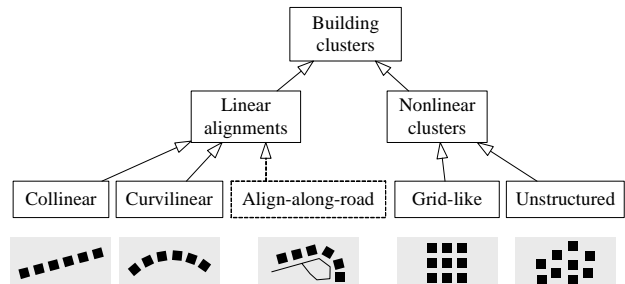 Building
clusters
Linear
alignments
Nonlinear
clusters
Collinear
Curvilinear
Align-along-road
Grid-like
Unstructured